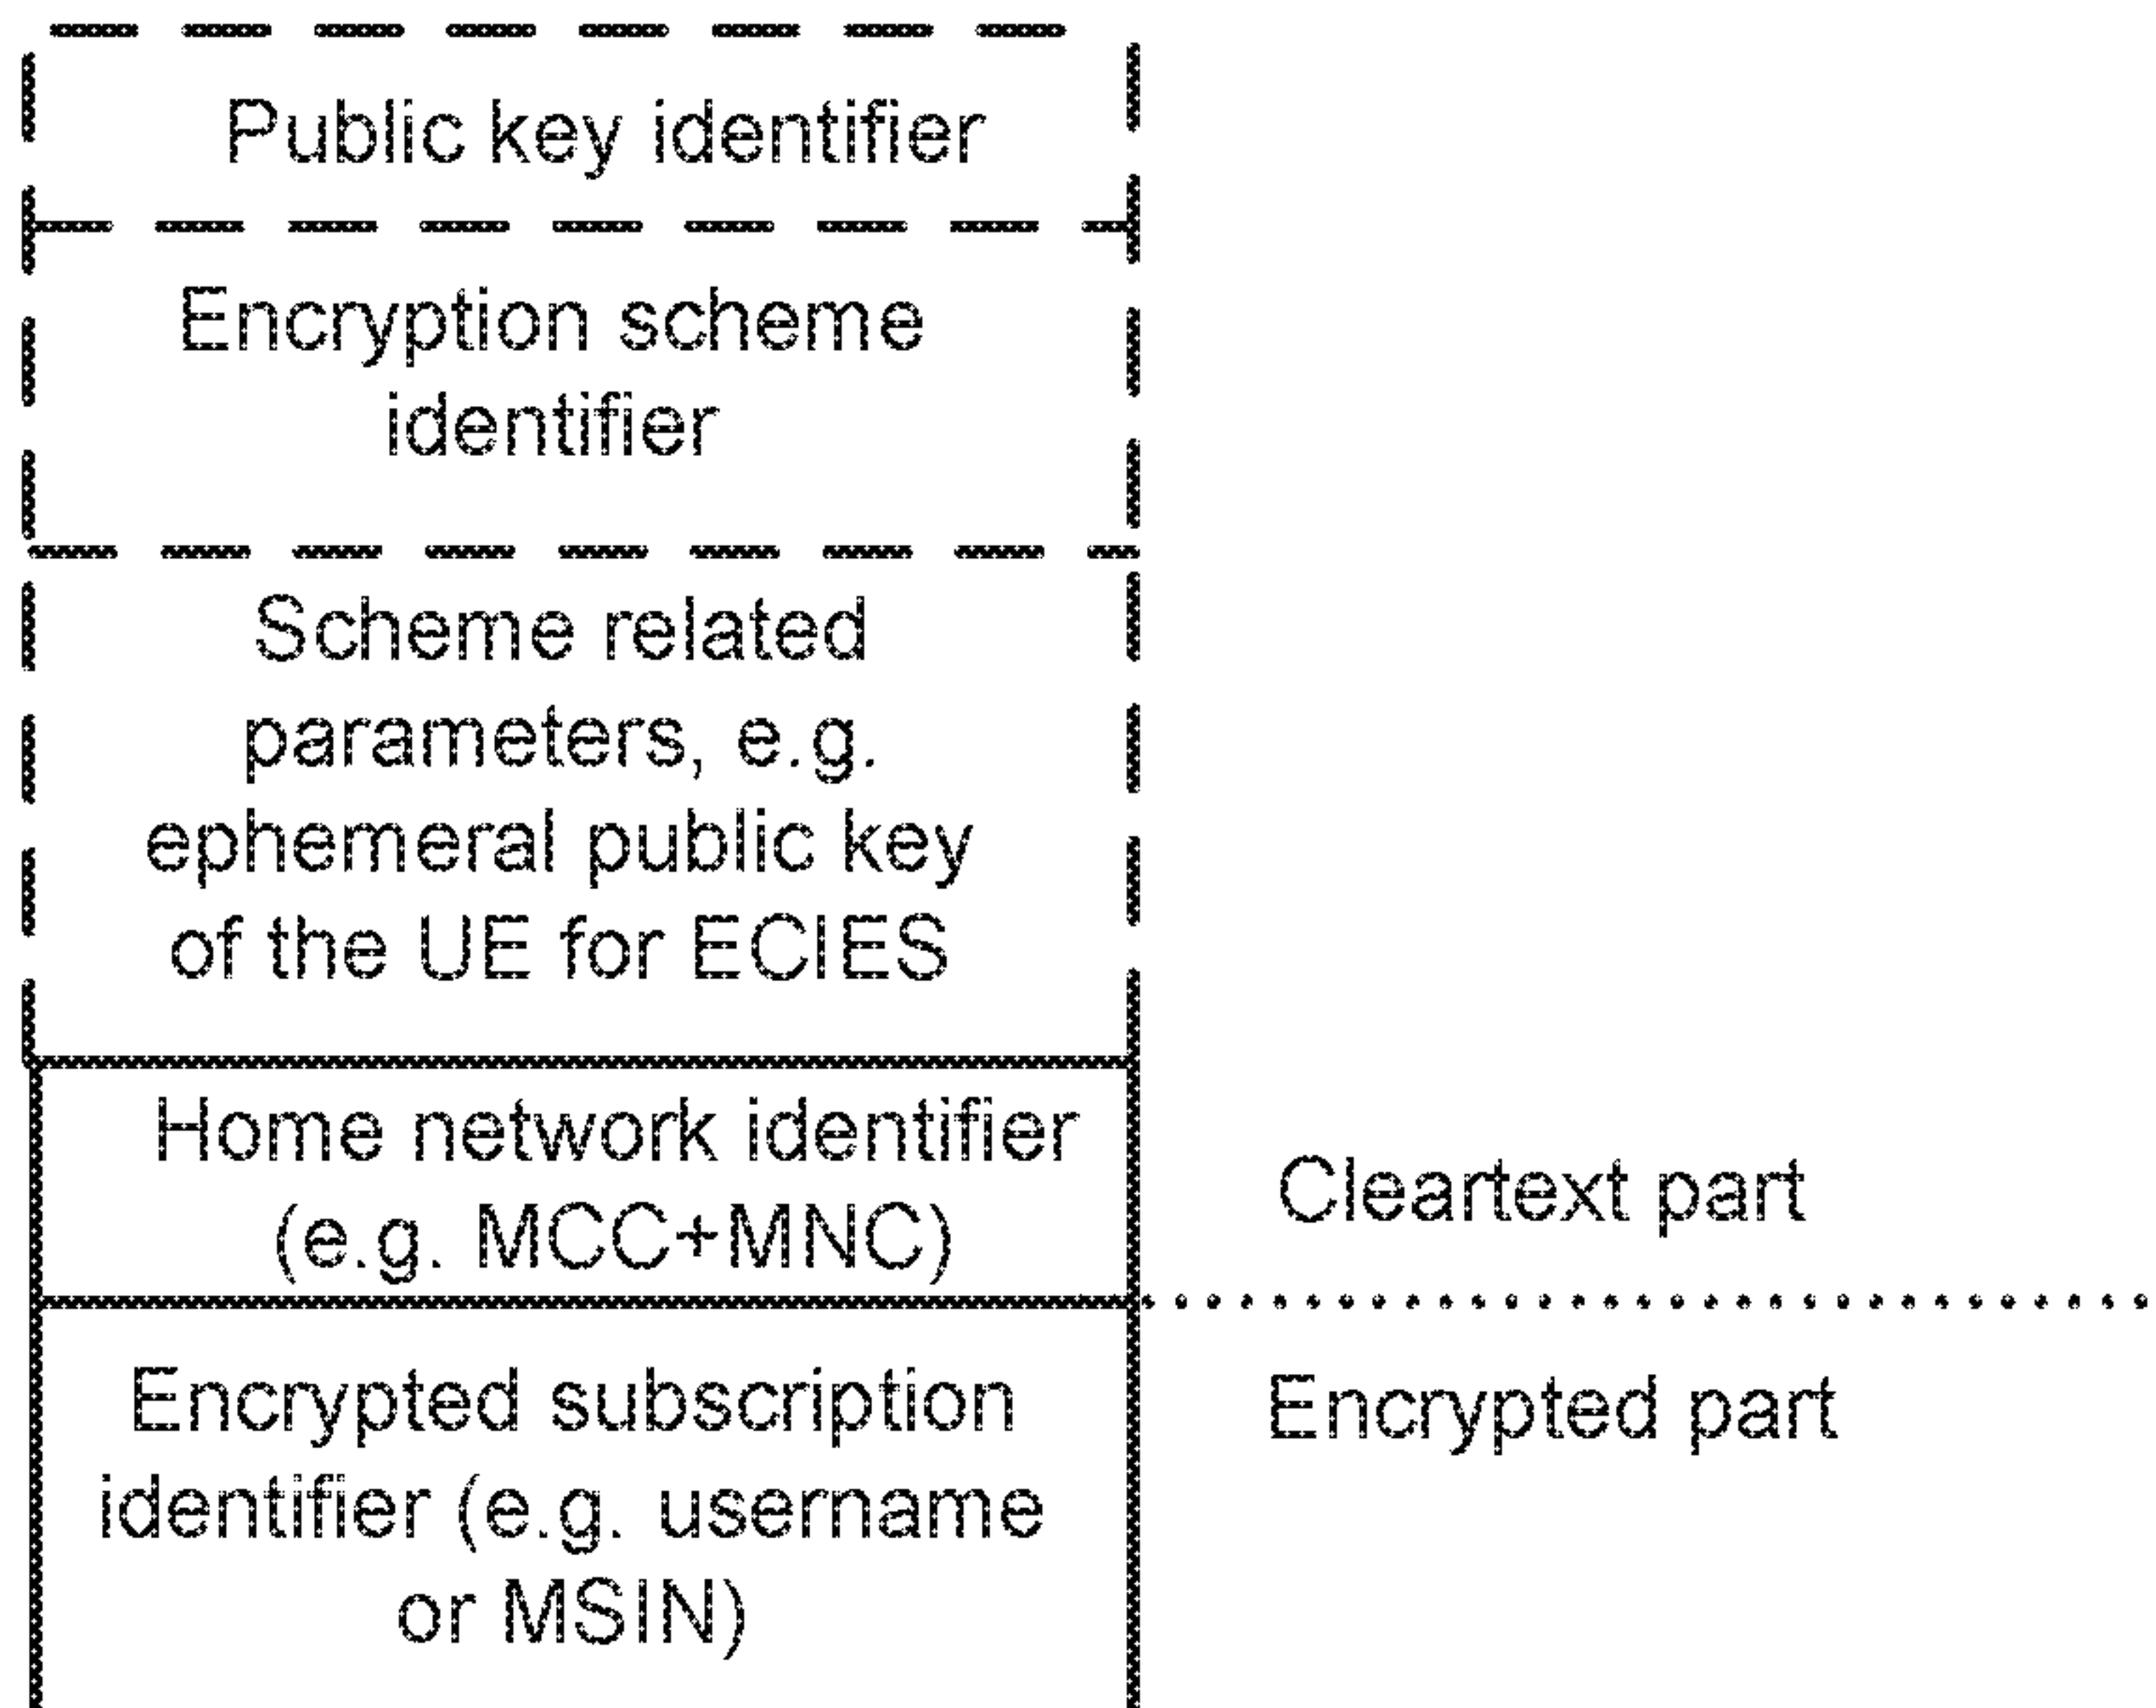 Public key identifier
Encryption scheme
identifier
Scheme related
parameters, e.g.
ephemeral public key
of the UE for ECIES
Home network identifier
(e.g. MCC+MNC)
Cleartext part
Encrypted subscription
identifier (e.g. username
or MSIN)
Encrypted part